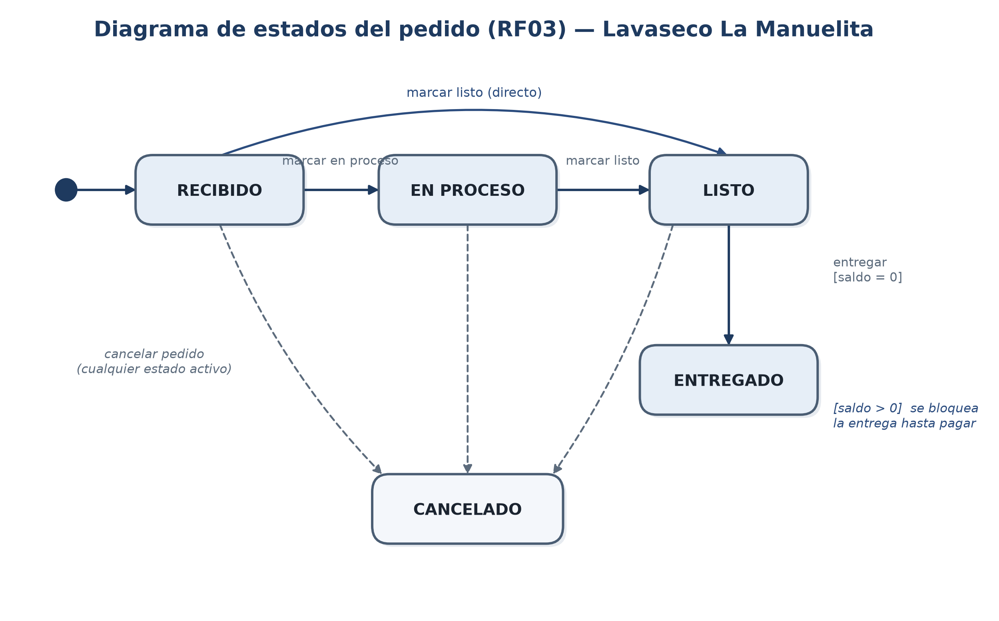 Diagrama de estados del pedido (RF03) — Lavaseco La Manuelita
marcar listo (directo)
marcar en proceso
marcar listo
RECIBIDO
EN PROCESO
LISTO
entregar
[saldo = 0]
cancelar pedido
(cualquier estado activo)
ENTREGADO
[saldo > 0]  se bloquea
la entrega hasta pagar
CANCELADO